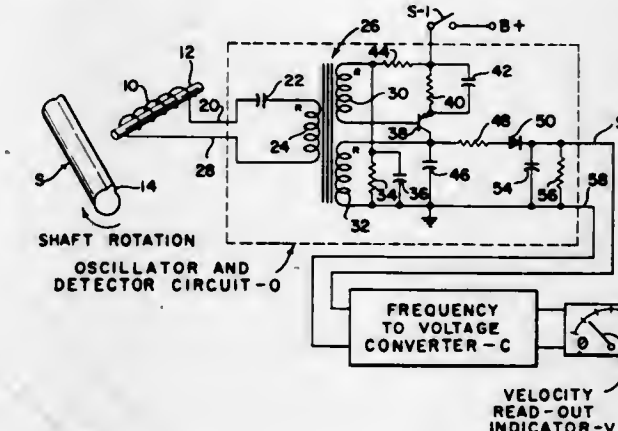 S-1
B+
26
12
44
10
22
42
30
40
20
R
R
38
48
50
24
28
R
S
14
34
36
46
54
56
58
32
SHAFT ROTATION
OSCILLATOR AND
DETECTOR CIRCUIT-O
FREQUENCY
TO VOLTAGE
CONVERTER-C
VELOCITY
READ-OUT
INDICATOR-V